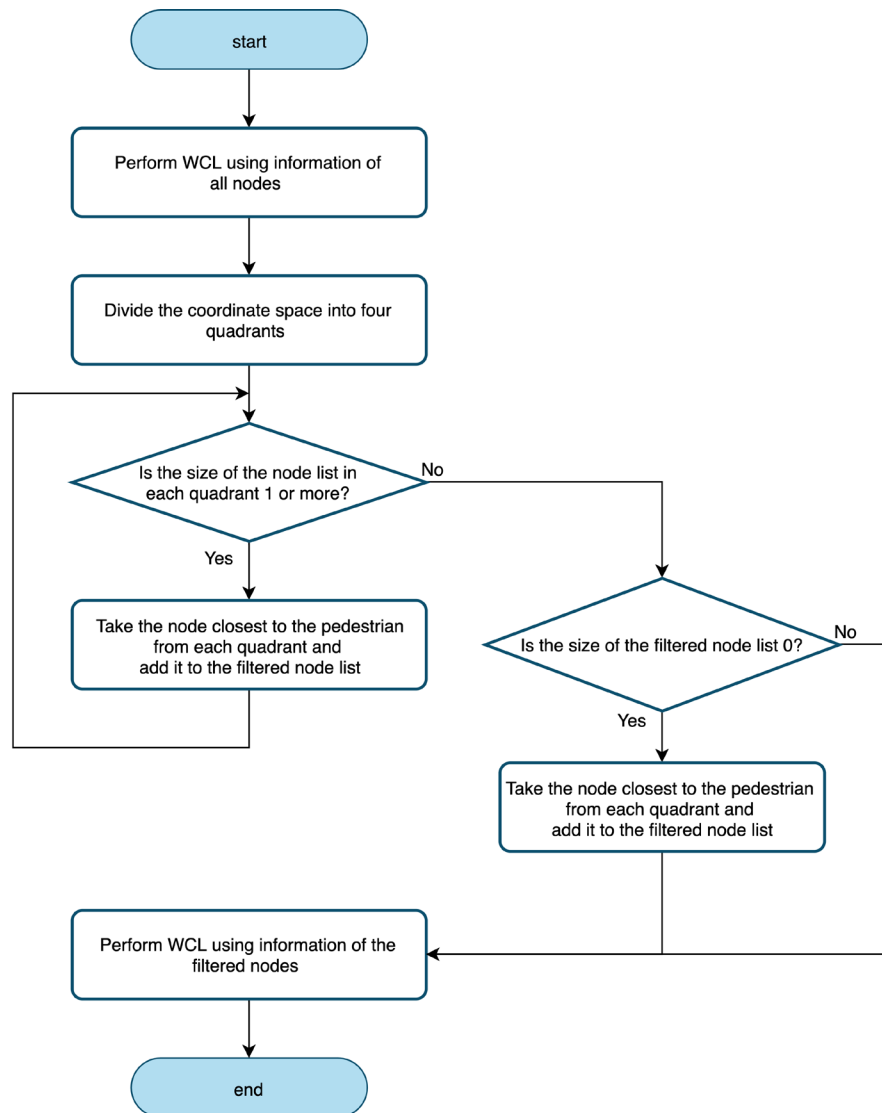 start
Perform WCL using information of
all nodes
Divide the coordinate space into four
quadrants
Is the size of the node list in
each quadrant 1 or more?
No
Yes
Take the node closest to the pedestrian
from each quadrant and
add it to the filtered node list
Is the size of the filtered node list 0?
No
Yes
Take the node closest to the pedestrian
from each quadrant and
add it to the filtered node list
Perform WCL using information of the
filtered nodes
end